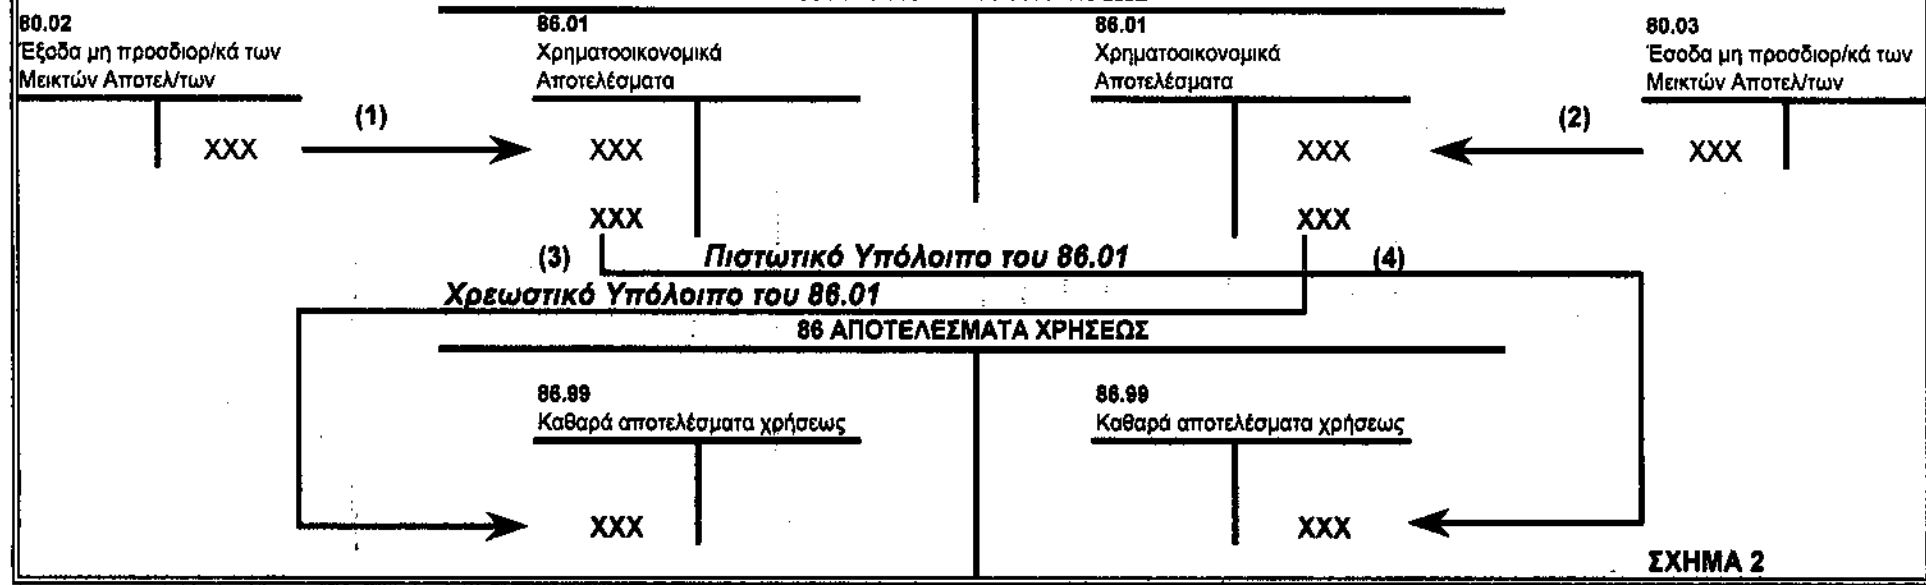 80.02
Έξοδα μη προσδιορ/κά των
Μεικτών Αποτελ/των
86.01
Χρηματοοικονομικά
Αποτελέσματα
86.01
Χρηματοοικονομικά
Αποτελέσματα
80.03
Έσοδα μη προσδιορ/κά των
Μεικτών Αποτελ/των
(1)
(2)
XXX
XXX
XXX
XXX
XXX
XXX
(3)
Πιστωτικό Υπόλοιπο του 86.01
(4)
Χρεωστικό Υπόλοιπο του 86.01
86 ΑΠΟΤΕΛΕΣΜΑΤΑ ΧΡΗΣΕΩΣ
86.99
Καθαρά αποτελέσματα χρήσεως
86.99
Καθαρά αποτελέσματα χρήσεως
XXX
XXX
ΣΧΗΜΑ 2